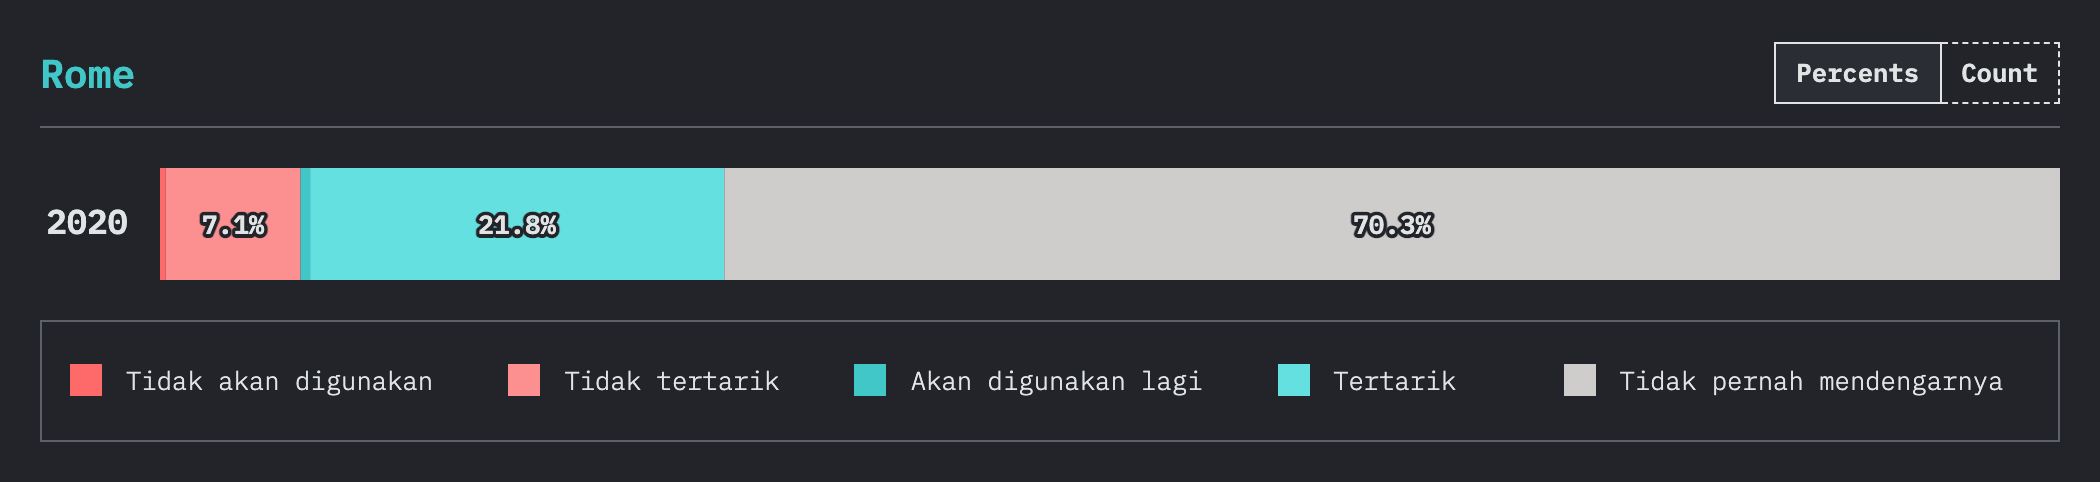 Rome
Percents Count
2020 7.1% 21.8% 70.3%
Tidak akan digunakan Tidak tertarik Akan digunakan lagi Tertarik Tidak pernah mendengarnya